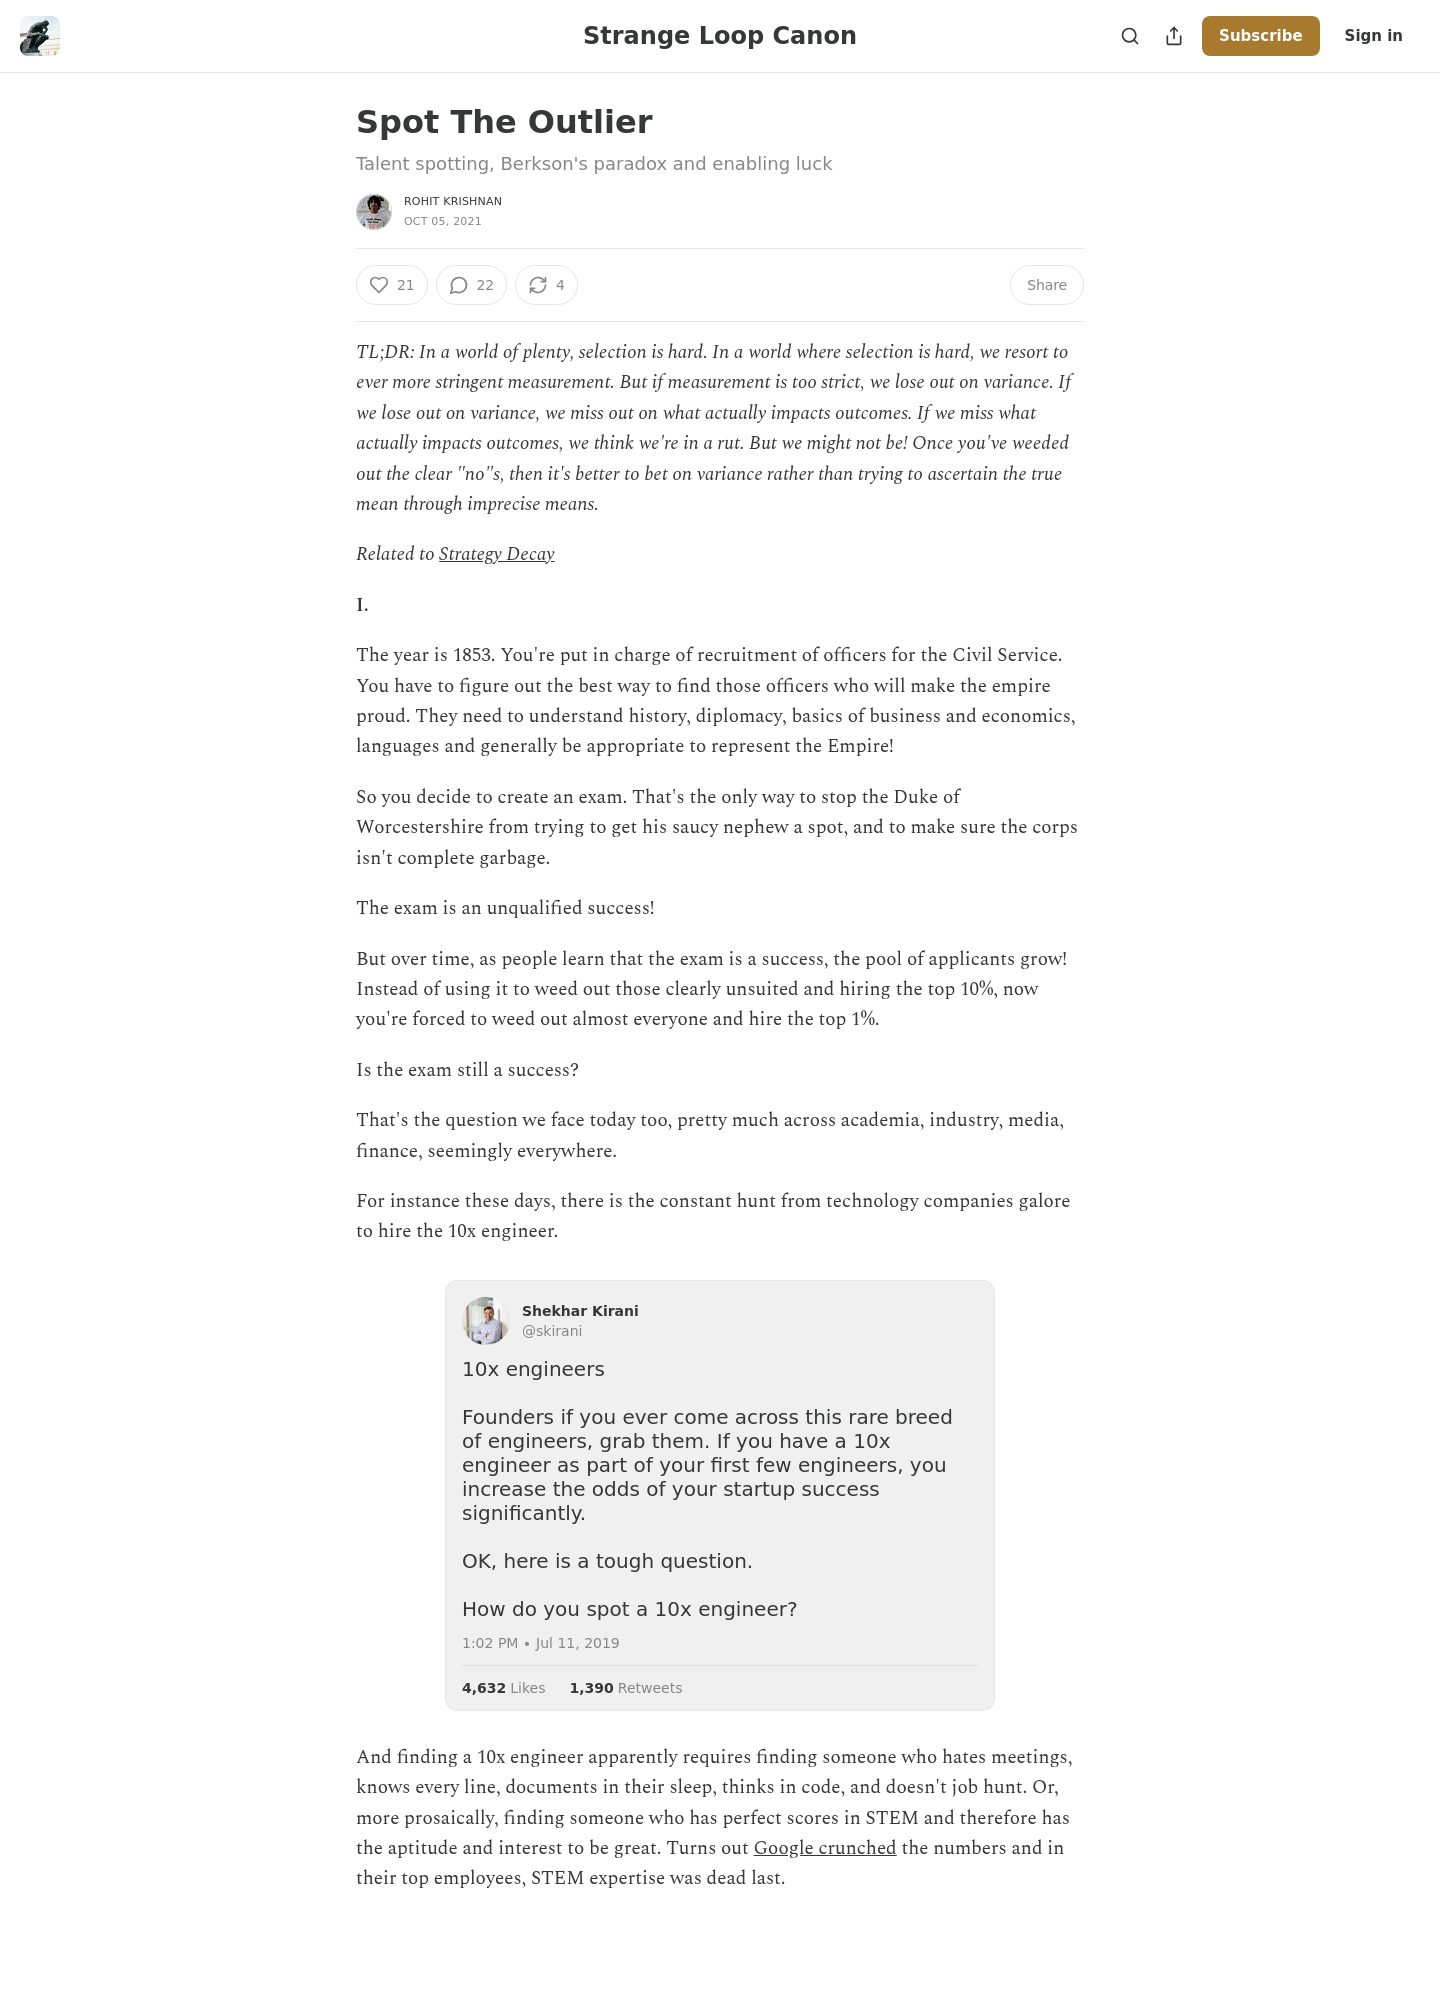 Strange Loop Canon
Subscribe
Sign in
Spot The Outlier
Talent spotting, Berkson's paradox and enabling luck
ROHIT KRISHNAN
OCT 05, 2021
21
22
4
Share
TL;DR: In a world of plenty, selection is hard. In a world where selection is hard, we resort to
ever more stringent measurement. But if measurement is too strict, we lose out on variance. If
we lose out on variance, we miss out on what actually impacts outcomes. If we miss what
actually impacts outcomes, we think we're in a rut. But we might not be! Once you've weeded
out the clear "no"s, then it's better to bet on variance rather than trying to ascertain the true
mean through imprecise means.
Related to Strategy Decay
I.
The year is 1853. You're put in charge of recruitment of officers for the Civil Service.
You have to figure out the best way to find those officers who will make the empire
proud. They need to understand history, diplomacy, basics of business and economics,
languages and generally be appropriate to represent the Empire!
So you decide to create an exam. That's the only way to stop the Duke of
Worcestershire from trying to get his saucy nephew a spot, and to make sure the corps
isn't complete garbage.
The exam is an unqualified success!
But over time, as people learn that the exam is a success, the pool of applicants grow!
Instead of using it to weed out those clearly unsuited and hiring the top 10%, now
you're forced to weed out almost everyone and hire the top 1%.
Is the exam still a success?
That's the question we face today too, pretty much across academia, industry, media,
finance, seemingly everywhere.
For instance these days, there is the constant hunt from technology companies galore
to hire the 10x engineer.
Shekhar Kirani
@skirani
10x engineers
Founders if you ever come across this rare breed
of engineers, grab them. If you have a 10x
engineer as part of your first few engineers, you
increase the odds of your startup success
significantly.
OK, here is a tough question.
How do you spot a 10x engineer?
1:02 PM ∙ Jul 11, 2019
4,632 Likes 1,390 Retweets
And finding a 10x engineer apparently requires finding someone who hates meetings,
knows every line, documents in their sleep, thinks in code, and doesn't job hunt. Or,
more prosaically, finding someone who has perfect scores in STEM and therefore has
the aptitude and interest to be great. Turns out Google crunched the numbers and in
their top employees, STEM expertise was dead last.